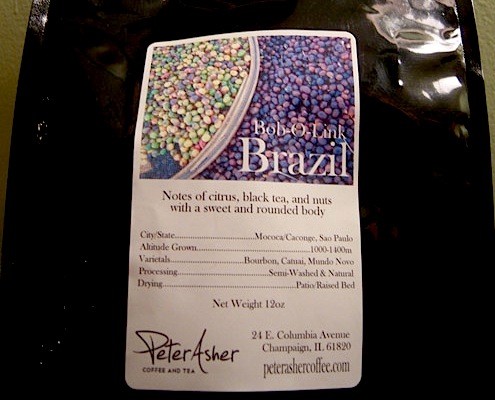 Bob-O-Link
Brazil
Notes of citrus, black tea, and nuts
with a sweet and rounded body
City/State..............................Mococa/Caconge, Sao Paulo
Altitude Grown..........................................1000-1400m
Varietals...........................Bourbon, Catuai, Mundo Novo
Processing.................................Semi-Washed & Natural
Drying.................................................Patio/Raised Bed
Net Weight 12oz
PeterAsher
COFFEE AND TEA
24 E. Columbia Avenue
Champaign, IL 61820
peterashercoffee.com